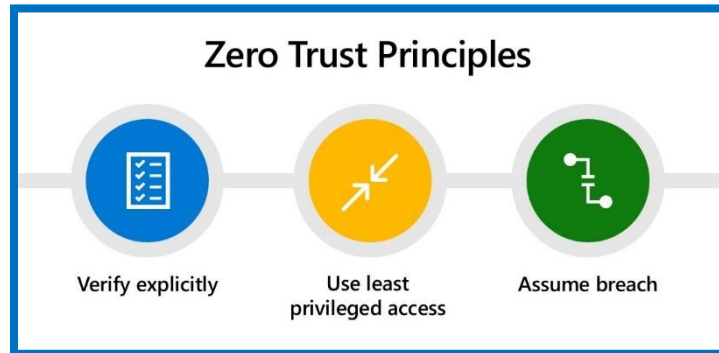 Zero Trust Principles
Verify explicitly
Use least
privileged access
Assume breach